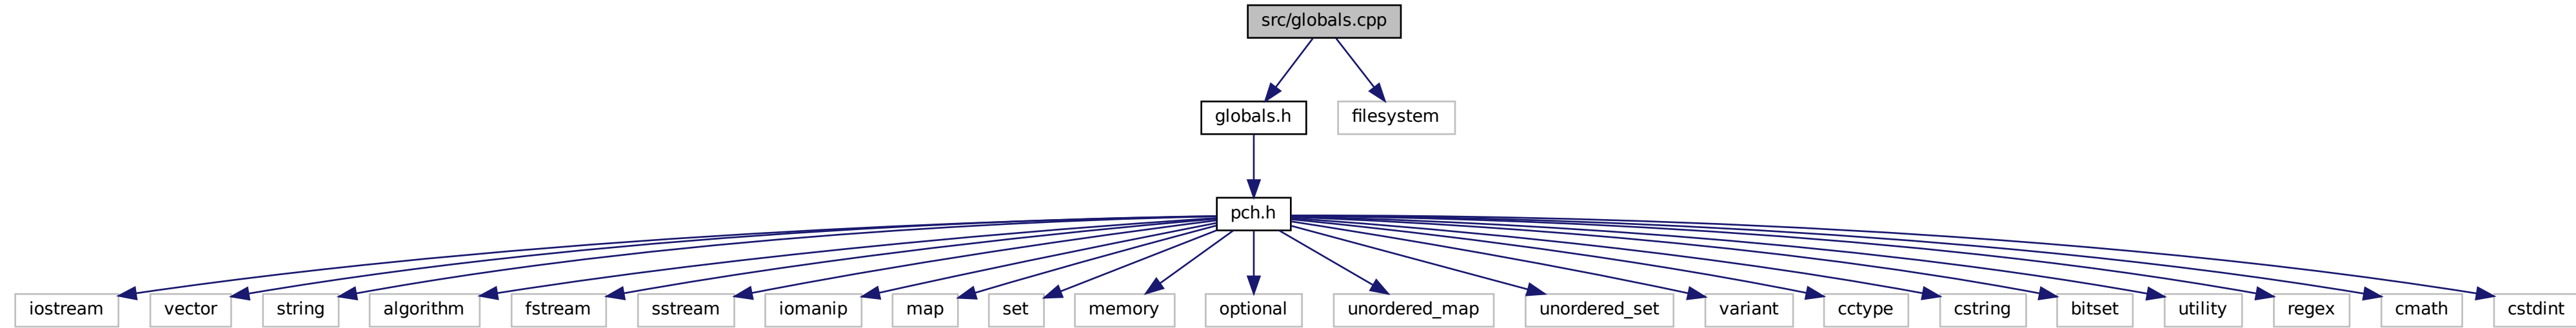 src/globals.cpp
globals.h
filesystem
pch.h
iostream
vector
string
algorithm
fstream
sstream
iomanip
map
set
memory
optional
unordered_map
unordered_set
variant
cctype
cstring
bitset
utility
regex
cmath
cstdint